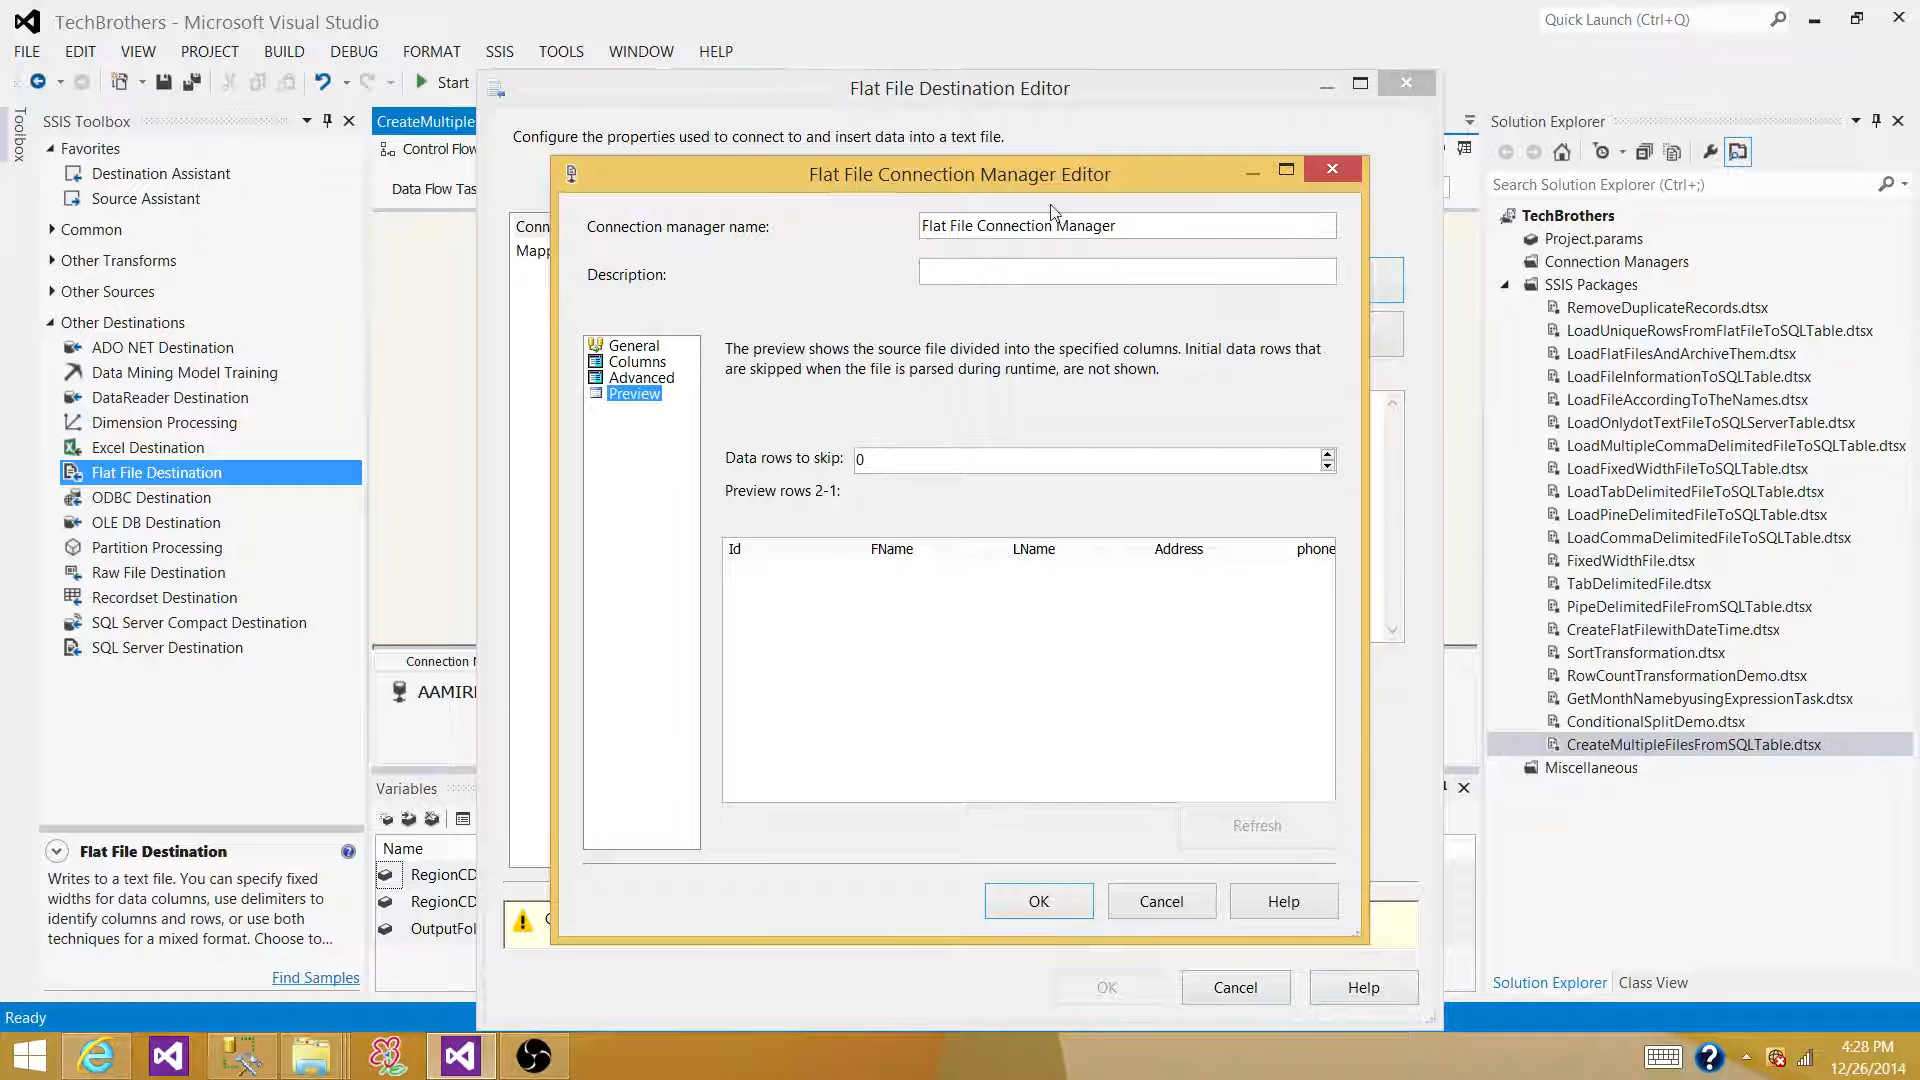 TechBrothers - Microsoft Visual Studio
Quick Launch (Ctrl+Q)
FILE EDIT VIEW PROJECT BUILD DEBUG FORMAT SSIS TOOLS WINDOW HELP
Start
Toolbox
SSIS Toolbox
Favorites
Destination Assistant
Source Assistant
Common
Other Transforms
Other Sources
Other Destinations
ADO NET Destination
Data Mining Model Training
DataReader Destination
Dimension Processing
Excel Destination
Flat File Destination
ODBC Destination
OLE DB Destination
Partition Processing
Raw File Destination
Recordset Destination
SQL Server Compact Destination
SQL Server Destination
Flat File Destination
Writes to a text file. You can specify fixed
widths for data columns, use delimiters to
identify columns and rows, or use both
techniques for a mixed format. Choose to...
Find Samples
CreateMultiple
Control Flow
Data Flow Tas
Connection
AAMIR
Variables
Name
RegionCD
RegionCD
OutputFol
Flat File Destination Editor
Configure the properties used to connect to and insert data into a text file.
Conn
Mapp
OK
Cancel
Help
Flat File Connection Manager Editor
Connection manager name:
Flat File Connection Manager
Description:
General
Columns
Advanced
Preview
The preview shows the source file divided into the specified columns. Initial data rows that
are skipped when the file is parsed during runtime, are not shown.
Data rows to skip: 0
Preview rows 2-1:
Id FName LName Address phone
Refresh
OK
Cancel
Help
Solution Explorer
Search Solution Explorer (Ctrl+;)
TechBrothers
Project.params
Connection Managers
SSIS Packages
RemoveDuplicateRecords.dtsx
LoadUniqueRowsFromFlatFileToSQLTable.dtsx
LoadFlatFilesAndArchiveThem.dtsx
LoadFileInformationToSQLTable.dtsx
LoadFileAccordingToTheNames.dtsx
LoadOnlydotTextFileToSQLServerTable.dtsx
LoadMultipleCommaDelimitedFileToSQLTable.dtsx
LoadFixedWidthFileToSQLTable.dtsx
LoadTabDelimitedFileToSQLTable.dtsx
LoadPineDelimitedFileToSQLTable.dtsx
LoadCommaDelimitedFileToSQLTable.dtsx
FixedWidthFile.dtsx
TabDelimitedFile.dtsx
PipeDelimitedFileFromSQLTable.dtsx
CreateFlatFilewithDateTime.dtsx
SortTransformation.dtsx
RowCountTransformationDemo.dtsx
GetMonthNamebyusingExpressionTask.dtsx
ConditionalSplitDemo.dtsx
CreateMultipleFilesFromSQLTable.dtsx
Miscellaneous
Solution Explorer Class View
Ready
4:28 PM
12/26/2014